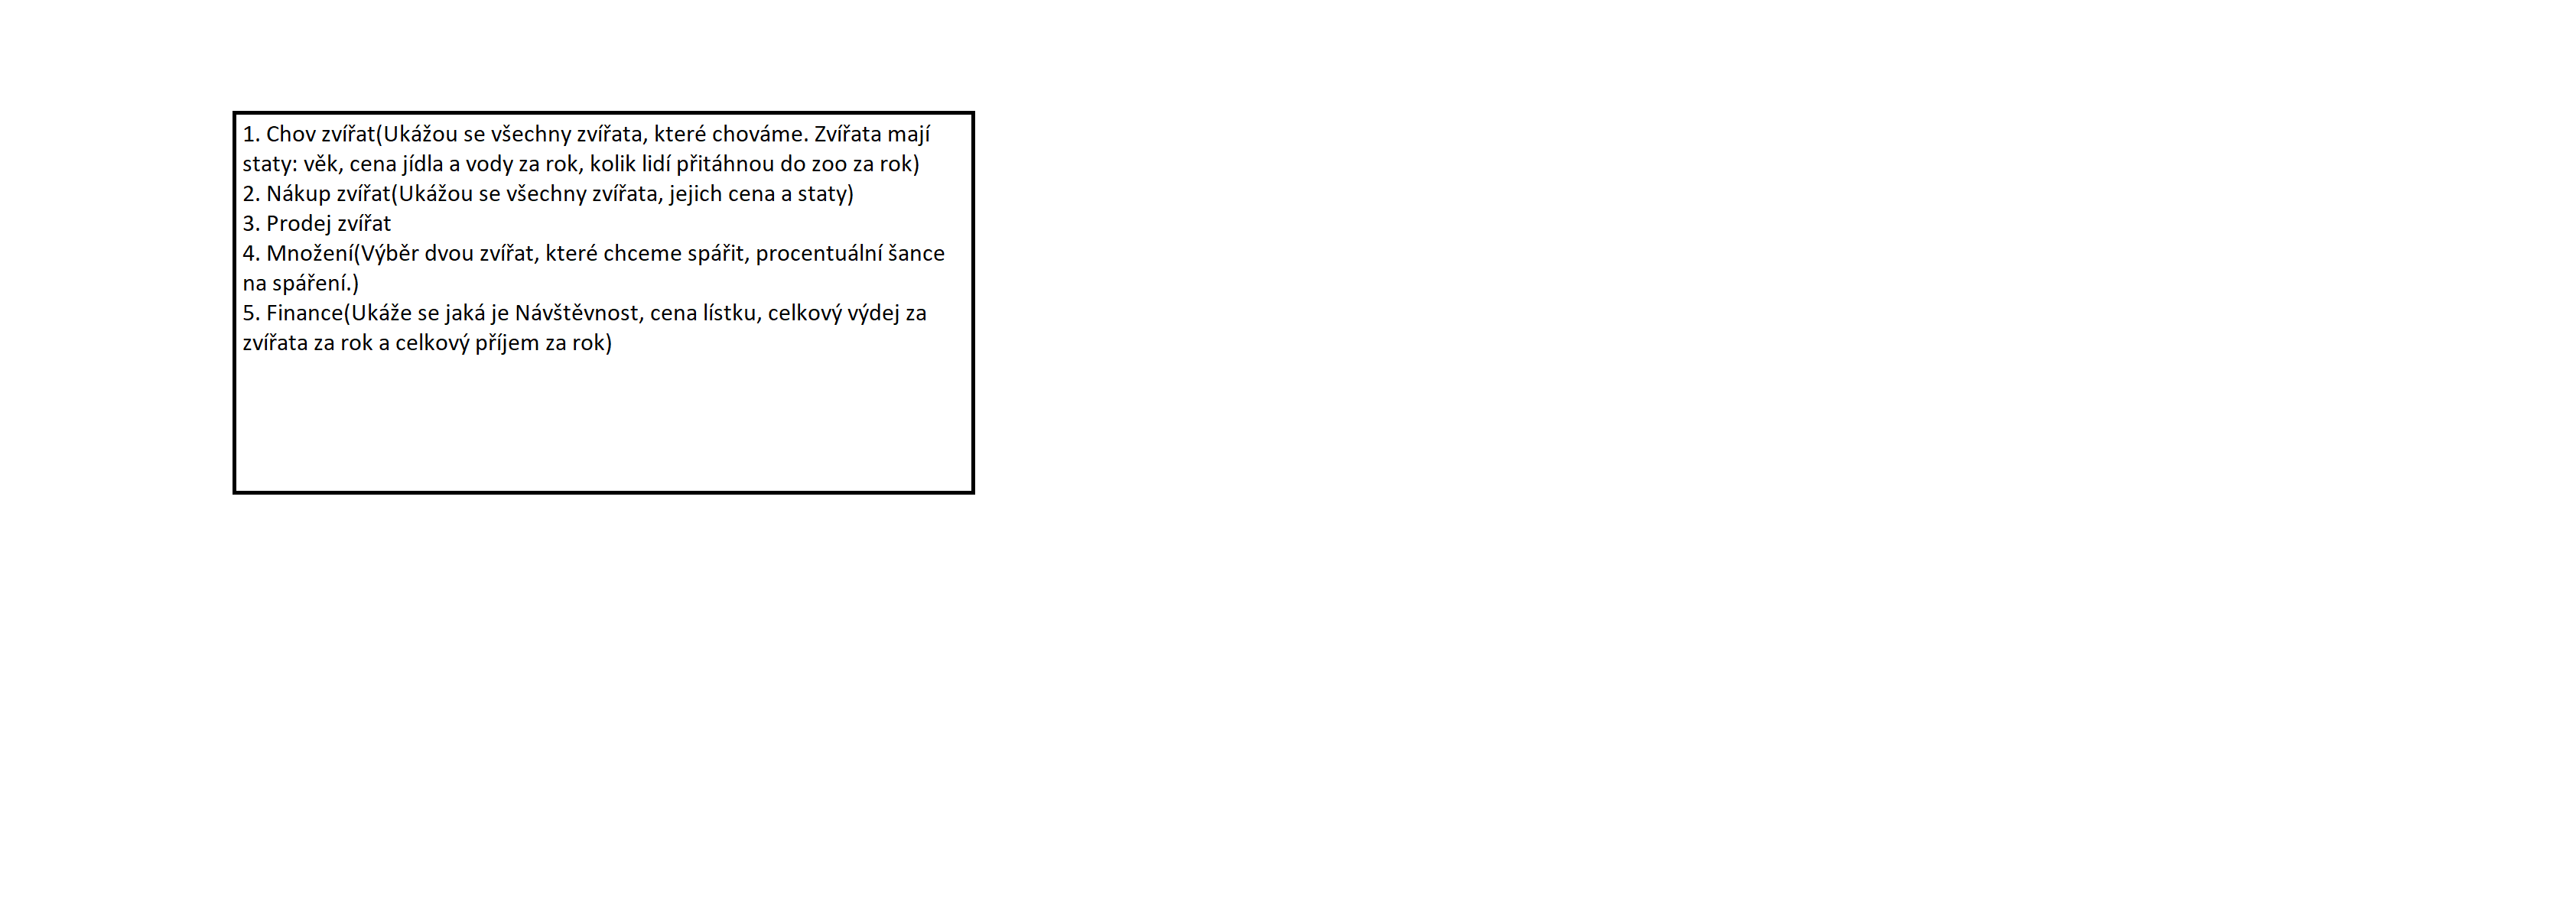 1. Chov zvířat(Ukážou se všechny zvířata, které chováme. Zvířata mají
staty: věk, cena jídla a vody za rok, kolik lidí přitáhnou do zoo za rok)
2. Nákup zvířat(Ukážou se všechny zvířata, jejich cena a staty)
3. Prodej zvířat
4. Množení(Výběr dvou zvířat, které chceme spářit, procentuální šance
na spáření.)
5. Finance(Ukáže se jaká je Návštěvnost, cena lístku, celkový výdej za
zvířata za rok a celkový příjem za rok)